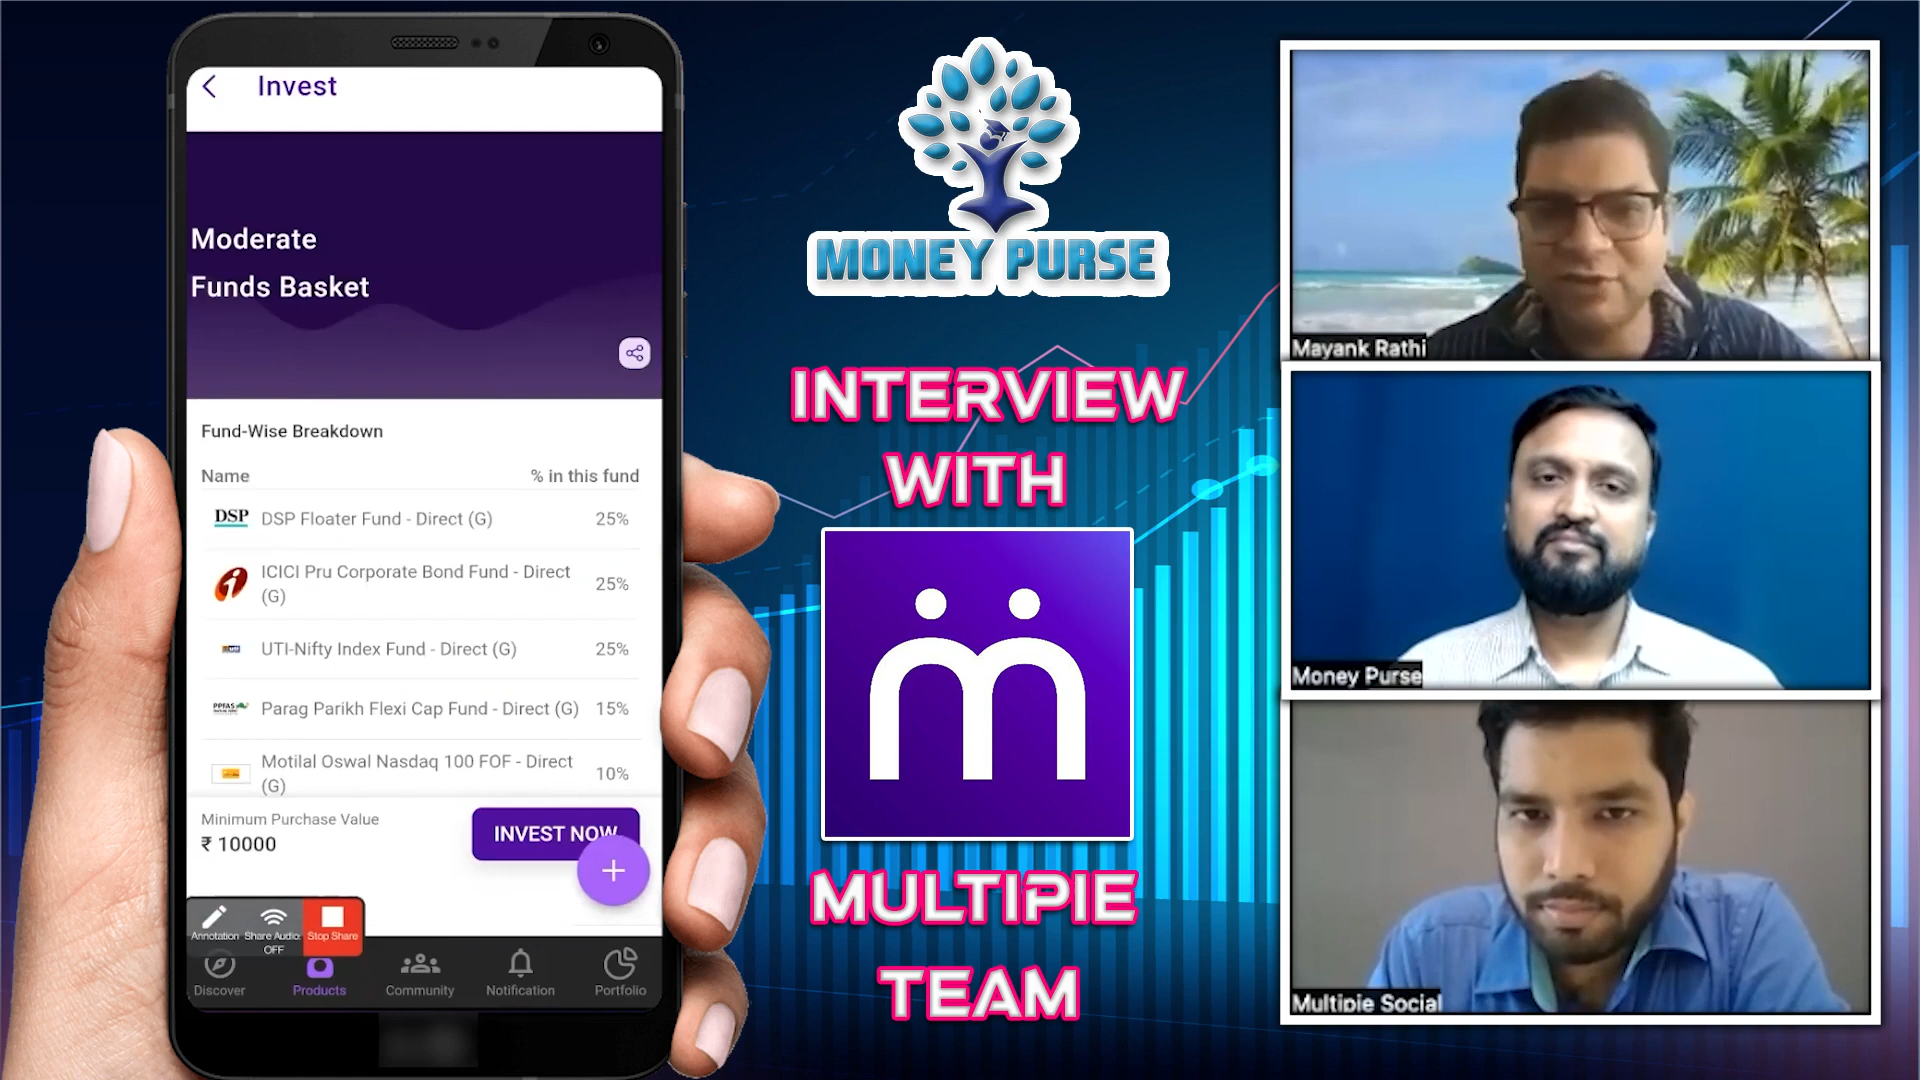 Invest
Moderate
Funds Basket
Fund-Wise Breakdown
Name % in this fund
DSP DSP Floater Fund - Direct (G) 25%
ICICI Pru Corporate Bond Fund - Direct
(G) 25%
uti UTI-Nifty Index Fund - Direct (G) 25%
PPFAS Parag Parikh Flexi Cap Fund - Direct (G) 15%
Motilal Oswal Nasdaq 100 FOF - Direct
(G) 10%
Minimum Purchase Value
₹ 10000
INVEST NOW
+
Annotation
Share Audio:
OFF
Stop Share
Discover
Products
Community
Notification
Portfolio
MONEY PURSE
INTERVIEW
WITH
m
MULTIPIE
TEAM
Mayank Rathi
Money Purse
Multipie Social